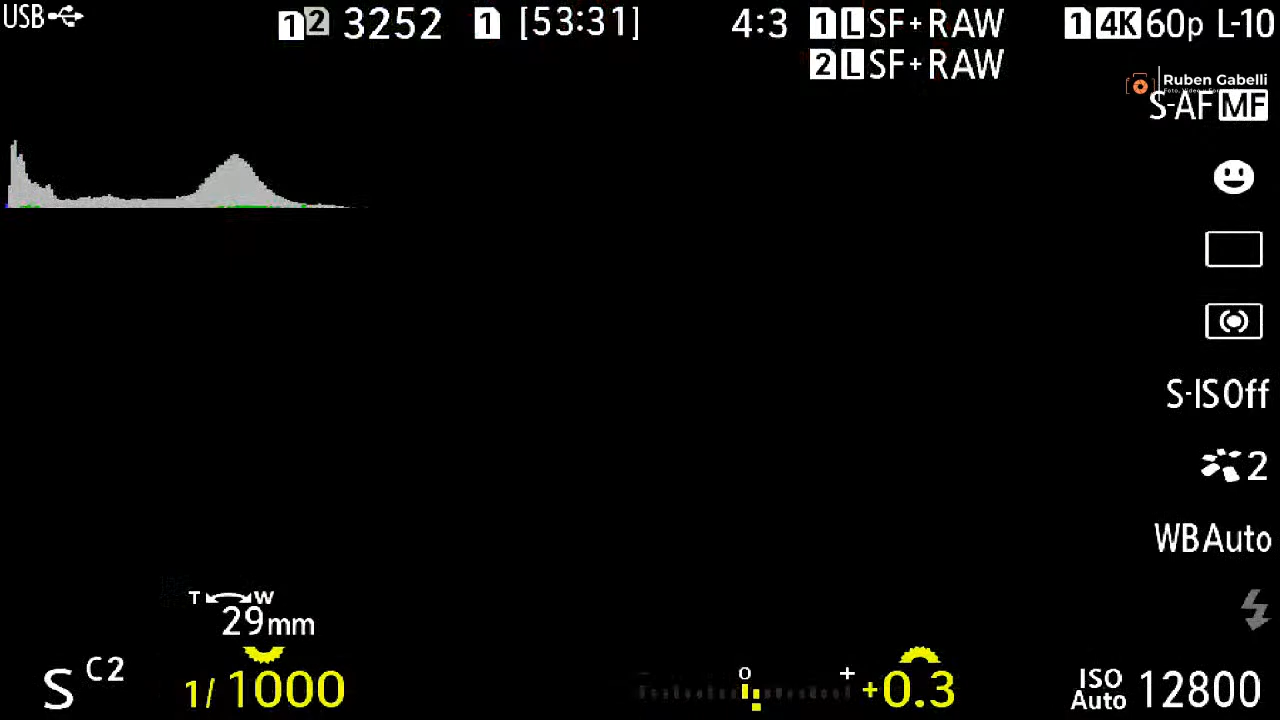 USB 12 3252 1 [53:31] 4:3 1 L SF+RAW 1 4K 60p L-10
2 L SF+RAW
Ruben Gabelli
S-AF MF
S-IS Off
2
WB Auto
T W
29mm
S C2 1/1000 0 + +0.3 ISO Auto 12800